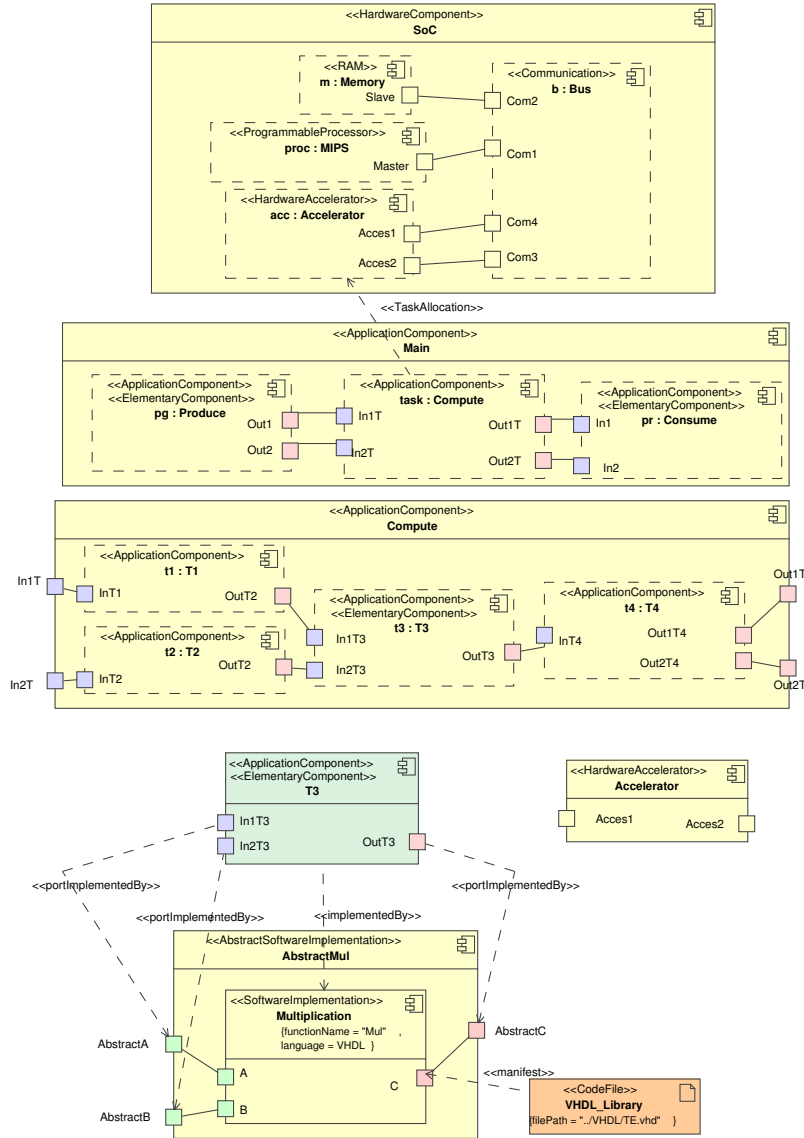 <<HardwareComponent>>
SoC
<<RAM>>
m : Memory
Slave
<<Communication>>
b : Bus
Com2
<<ProgrammableProcessor>>
proc : MIPS
Master
Com1
<<HardwareAccelerator>>
acc : Accelerator
Acces1
Com4
Acces2
Com3
<<TaskAllocation>>
<<ApplicationComponent>>
Main
<<ApplicationComponent>>
<<ElementaryComponent>>
pg : Produce
Out1
Out2
<<ApplicationComponent>>
task : Compute
In1T
In2T
Out1T
Out2T
<<ApplicationComponent>>
<<ElementaryComponent>>
pr : Consume
In1
In2
<<ApplicationComponent>>
Compute
In1T
In2T
<<ApplicationComponent>>
t1 : T1
InT1
OutT2
<<ApplicationComponent>>
t2 : T2
InT2
OutT2
<<ApplicationComponent>>
<<ElementaryComponent>>
t3 : T3
In1T3
In2T3
OutT3
<<ApplicationComponent>>
t4 : T4
InT4
Out1T4
Out2T4
Out1T
Out2T
<<ApplicationComponent>>
<<ElementaryComponent>>
T3
In1T3
In2T3
OutT3
<<HardwareAccelerator>>
Accelerator
Acces1
Acces2
<<portImplementedBy>>
<<portImplementedBy>>
<<implementedBy>>
<<portImplementedBy>>
<<AbstractSoftwareImplementation>>
AbstractMul
<<SoftwareImplementation>>
Multiplication
{functionName = "Mul" ,
language = VHDL }
AbstractA
AbstractB
A
B
C
AbstractC
<<manifest>>
<<CodeFile>>
VHDL_Library
{filePath = "../VHDL/TE.vhd" }